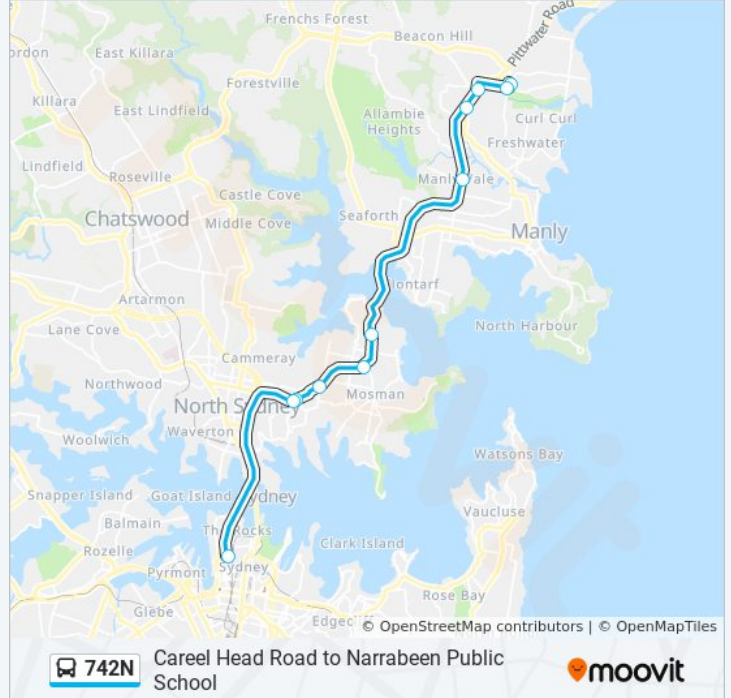 Frenchs Forest
Pittwater Road
Beacon Hill
ordon
East Killara
Forestville
Killara
East Lindfield
Allambie
Heights
Curl Curl
Freshwater
Lindfield
Roseville
Manly Vale
Castle Cove
Chatswood
Middle Cove
Seaforth
Manly
lontarf
Artarmon
North Harbour
Lane Cove
Cammeray
Northwood
Mosman
North Sydney
Waverton
Woolwich
Watsons Bay
Snapper Island
Goat Island
ydney
Vaucluse
Balmain
The Rocks
Clark Island
Rozelle
Pyrmont
Sydney
Rose Bay
Glebe
Edgec
© OpenStreetMap contributors | © OpenMapTiles
742N
Careel Head Road to Narrabeen Public
School
moovit